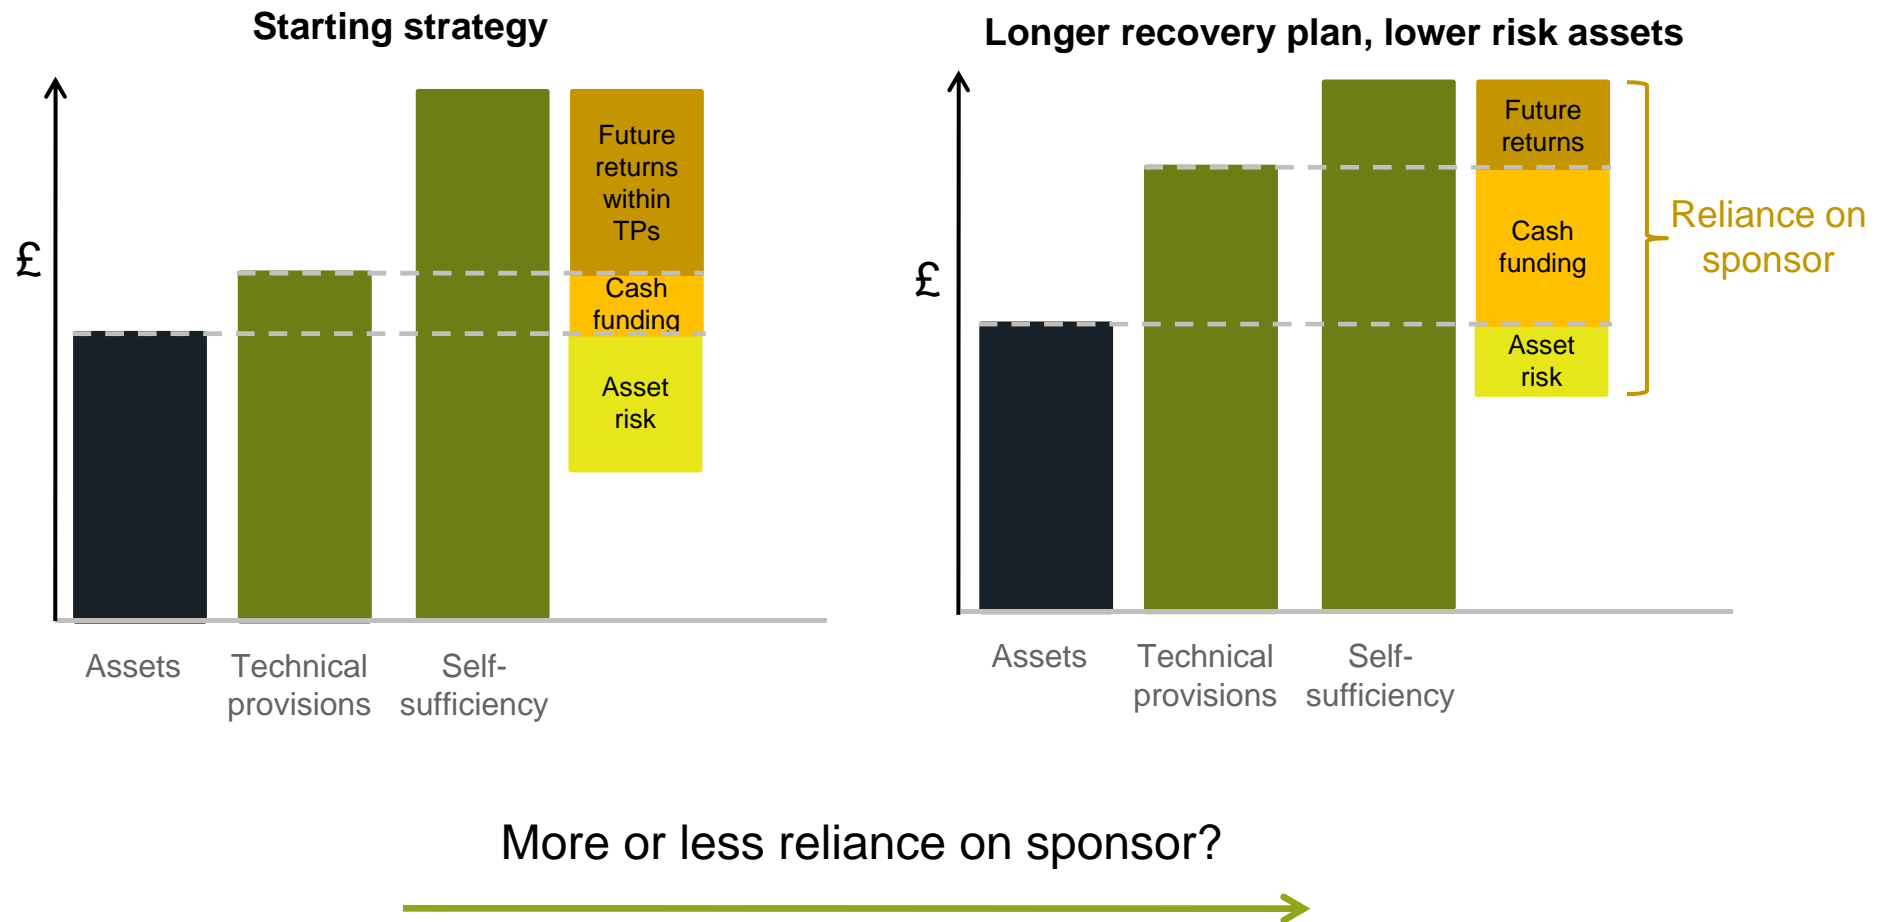 Starting strategy
£
Future
returns
within
TPs
Cash
funding
Asset
risk
Assets
Technical
provisions
Self-
sufficiency
Longer recovery plan, lower risk assets
£
Future
returns
Cash
funding
Asset
risk
Reliance on
sponsor
Assets
Technical
provisions
Self-
sufficiency
More or less reliance on sponsor?